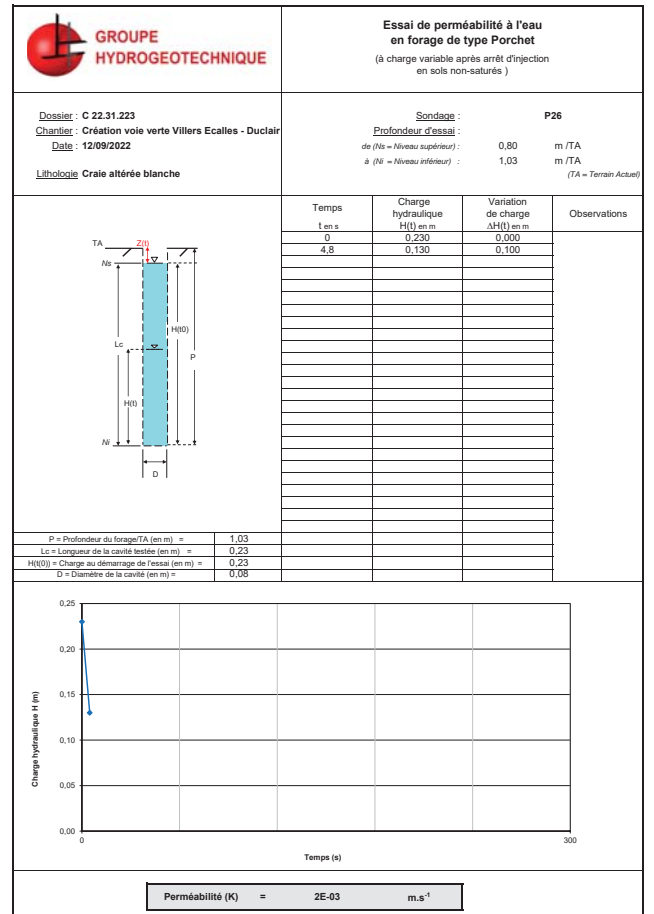 GROUPE
HYDROGEOTECHNIQUE
Essai de perméabilité à l'eau
en forage de type Porchet
(à charge variable après arrêt d'injection
en sols non-saturés )
Dossier : C 22.31.223
Chantier : Création voie verte Villers Ecalles - Duclair
Date : 12/09/2022
Lithologie Craie altérée blanche
Sondage : P26
Profondeur d'essai :
de (Ns = Niveau supérieur) : 0,80 m /TA
à (Ni = Niveau inférieur) : 1,03 m /TA
(TA = Terrain Actuel)
Temps
t en s
Charge
hydraulique
H(t) en m
Variation
de charge
ΔH(t) en m
Observations
0 0,230 0,000
4,8 0,130 0,100
TA
Z(t)
Ns
H(t0)
Lc
P
H(t)
Ni
D
P = Profondeur du forage/TA (en m) = 1,03
Lc = Longueur de la cavité testée (en m) = 0,23
H(t(0)) = Charge au démarrage de l'essai (en m) = 0,23
D = Diamètre de la cavité (en m) = 0,08
0,25
0,20
0,15
0,10
0,05
0,00
Charge hydraulique H (m)
0 300
Temps (s)
Perméabilité (K) = 2E-03 m.s-1